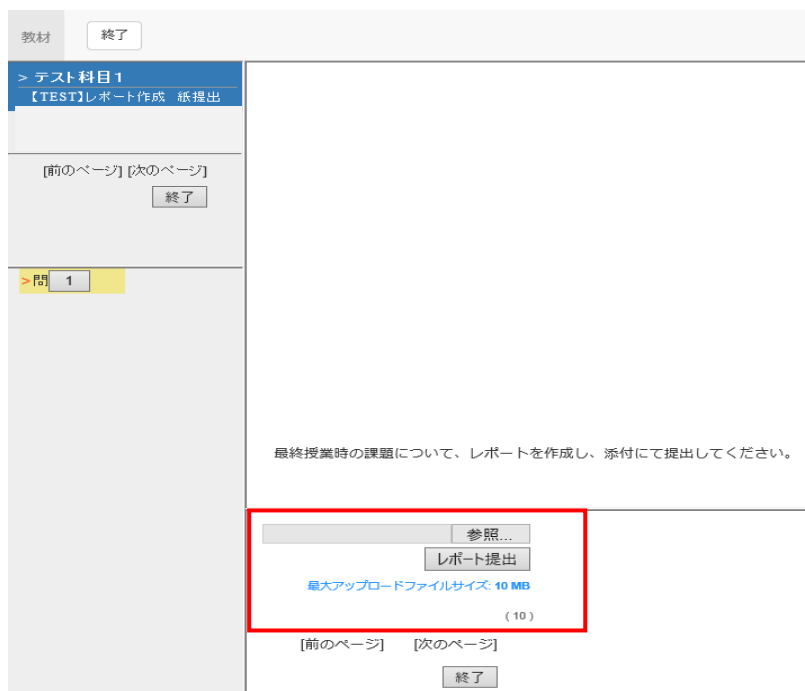 教材 終了
> テスト科目1
【TEST】レポート作成 紙提出
[前のページ] [次のページ]
終了
>問 1
最終授業時の課題について、レポートを作成し、添付にて提出してください。
参照...
レポート提出
最大アップロードファイルサイズ: 10 MB
( 10 )
[前のページ] [次のページ]
終了